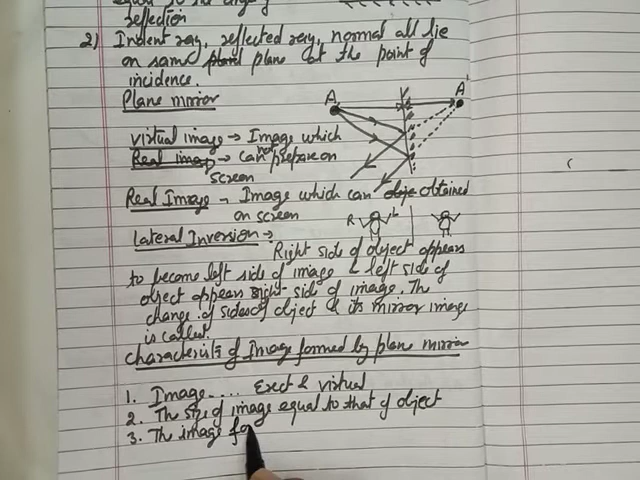 reflection
2) Incident ray, reflected ray, normal all lie
on same plane at the point of
incidence.
Plane mirror
A A'
Virtual image → Image which
Real image → can not prepare on
screen
Real Image - Image which can obje obtained
on screen
R L
Lateral Inversion →
Right side of object appears
to become left side of image & left side of
object appears right side of image. The
change of sides of object & its mirror image
is called.
Characteristic of Image formed by plane mirror
1. Image.... Erect & virtual
2. The size of image equal to that of object
3. The image fo